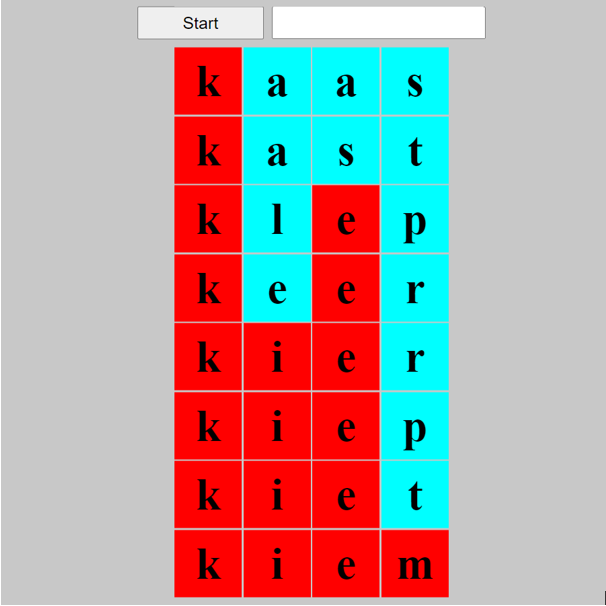 Start
k a a s
k a s t
k l e p
k e e r
k i e r
k i e p
k i e t
k i e m